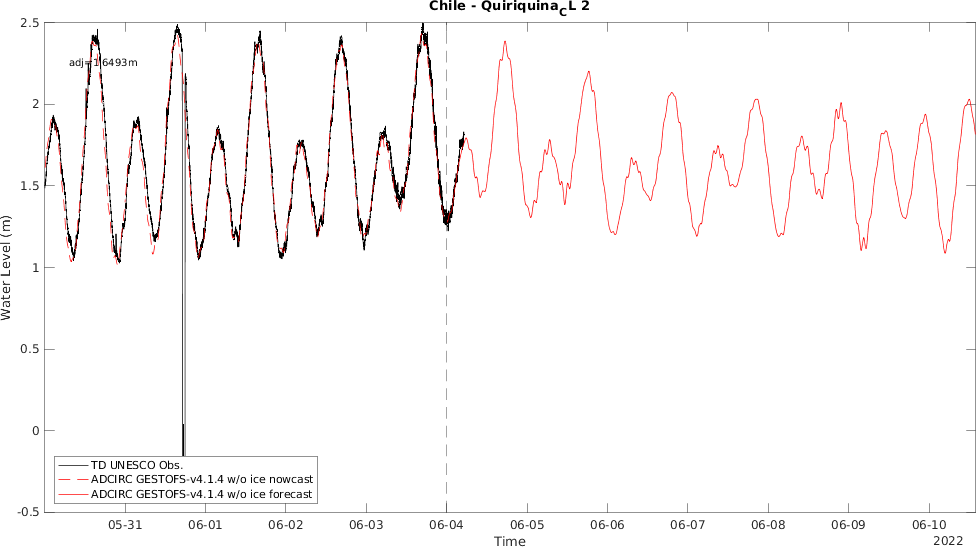 Chile - Quiriquina_CL 2
2.5
adj=1.6493m
2
1.5
1
0.5
0
-0.5
Water Level (m)
TD UNESCO Obs.
ADCIRC GESTOFS-v4.1.4 w/o ice nowcast
ADCIRC GESTOFS-v4.1.4 w/o ice forecast
05-31
06-01
06-02
06-03
06-04
06-05
06-06
06-07
06-08
06-09
06-10
Time
2022